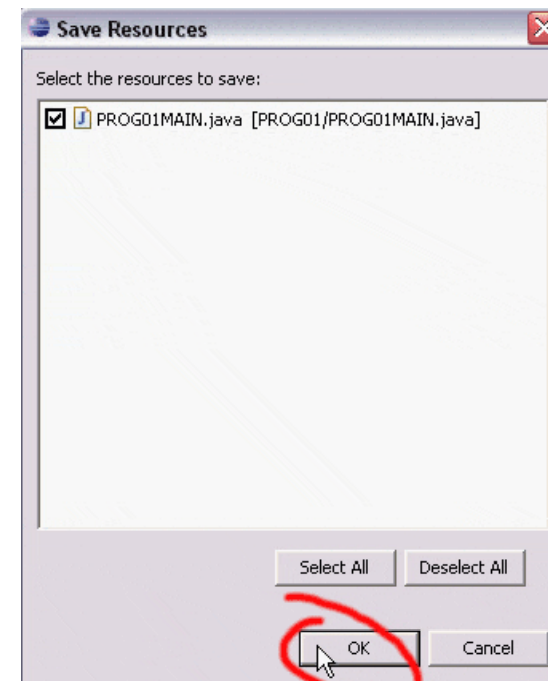 Save Resources
Select the resources to save:
PROG01MAIN.java [PROG01/PROG01MAIN.java]
Select All Deselect All
OK Cancel